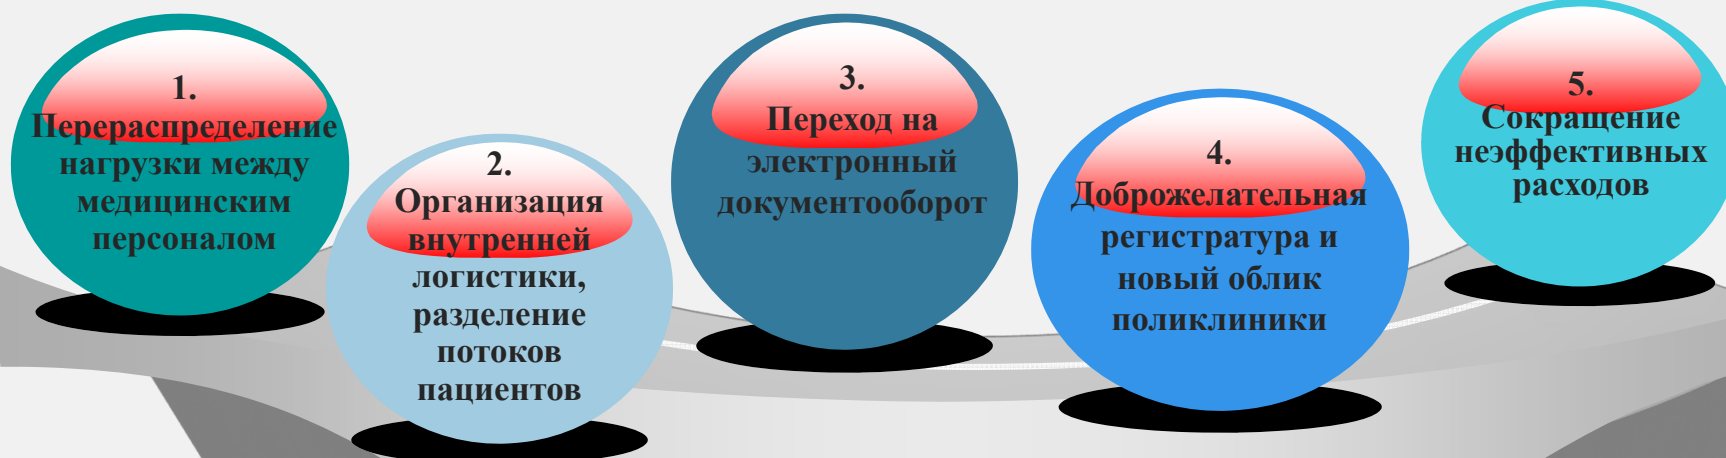 1.
Перераспределение
нагрузки между
медицинским
персоналом
2.
Организация
внутренней
логистики,
разделение
потоков
пациентов
3.
Переход на
электронный
документооборот
4.
Доброжелательная
регистратура и
новый облик
поликлиники
5.
Сокращение
неэффективных
расходов